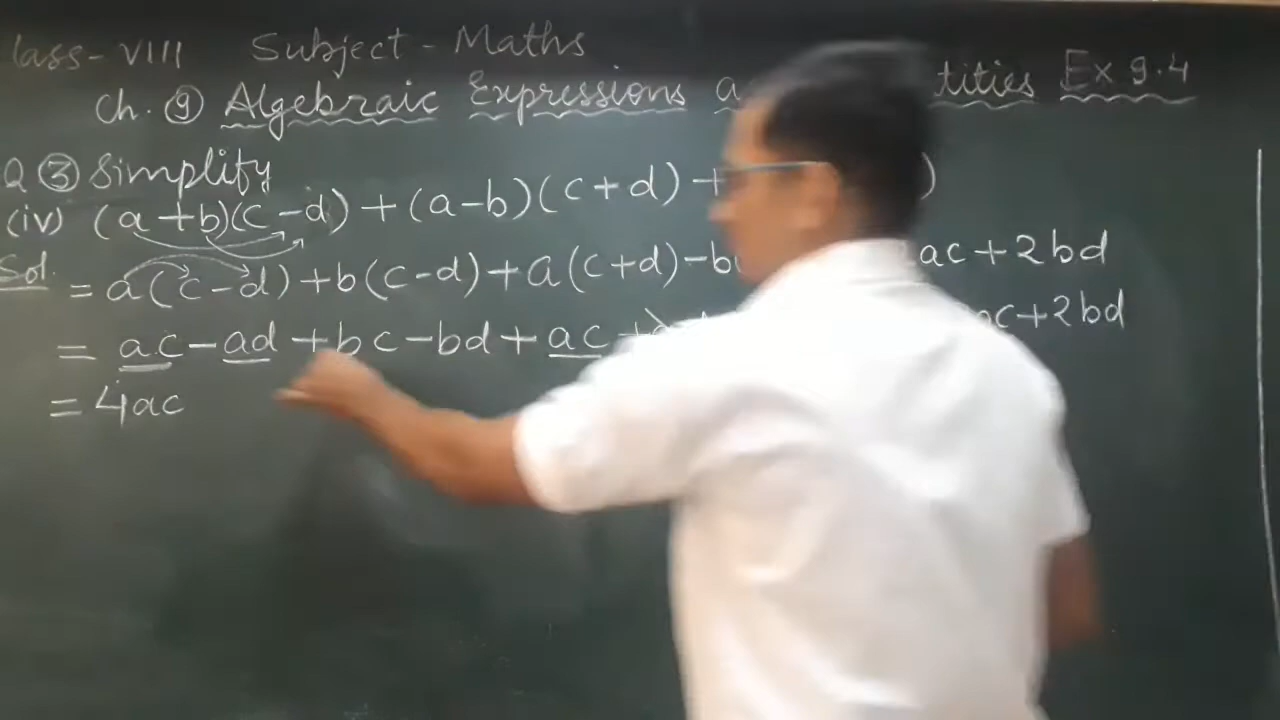 lass-VIII Subject - Maths
Ch. 9 Algebraic Expressions a tities Ex 9.4
Q 3 Simplify
(iv) (a+b)(c-d)+(a-b)(c+d)+ )
Sol. = a(c-d)+b(c-d)+a(c+d)-b ac+2bd
= ac-ad+bc-bd+ac+ c+2bd
= 4ac